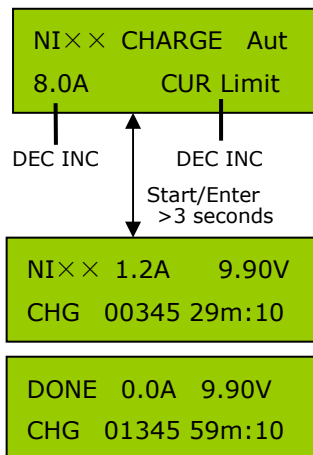 NI×× CHARGE Aut
8.0A CUR Limit
DEC INC DEC INC
Start/Enter
>3 seconds
NI×× 1.2A 9.90V
CHG 00345 29m:10
DONE 0.0A 9.90V
CHG 01345 59m:10